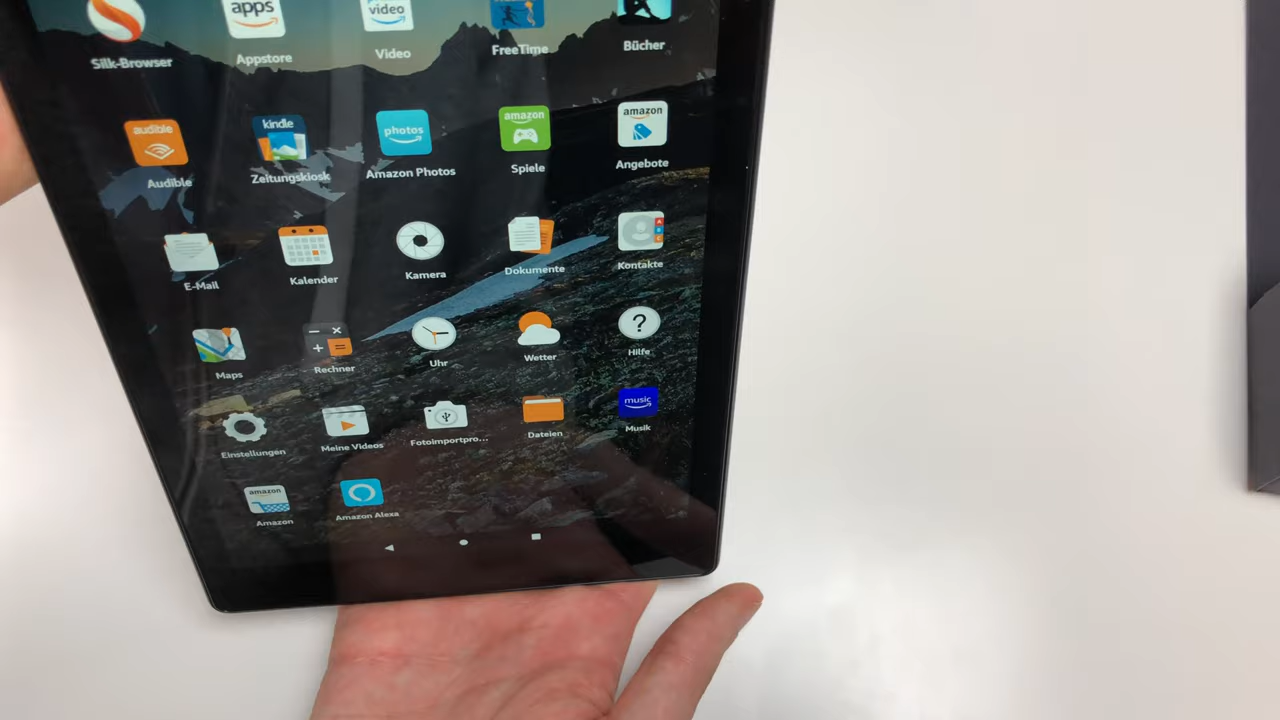 apps
video
Silk-Browser
Appstore
Video
FreeTime
Bücher
audible
kindle
photos
amazon
amazon
Audible
Zeitungskiosk
Amazon Photos
Spiele
Angebote
E-Mail
Kalender
Kamera
Dokumente
Kontakte
A
B
C
Maps
Rechner
Uhr
?
Wetter
Hilfe
music
Einstellungen
Meine Videos
Fotoimportpro...
Dateien
Musik
amazon
Amazon
Amazon Alexa